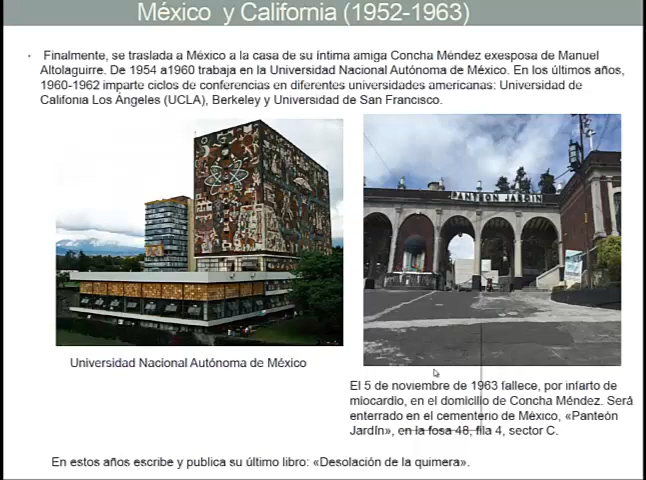 México y California (1952-1963)
Finalmente, se traslada a México a la casa de su íntima amiga Concha Méndez exesposa de Manuel
Altolaguirre. De 1954 a1960 trabaja en la Universidad Nacional Autónoma de México. En los últimos años,
1960-1962 imparte ciclos de conferencias en diferentes universidades americanas: Universidad de
Califonia Los Ángeles (UCLA), Berkeley y Universidad de San Francisco.
PANTEON JARDIN
Universidad Nacional Autónoma de México
El 5 de noviembre de 1963 fallece, por infarto de
miocardio, en el domicilio de Concha Méndez. Será
enterrado en el cementerio de México, «Panteón
Jardín», en la fosa 48, fila 4, sector C.
En estos años escribe y publica su último libro: «Desolación de la quimera».